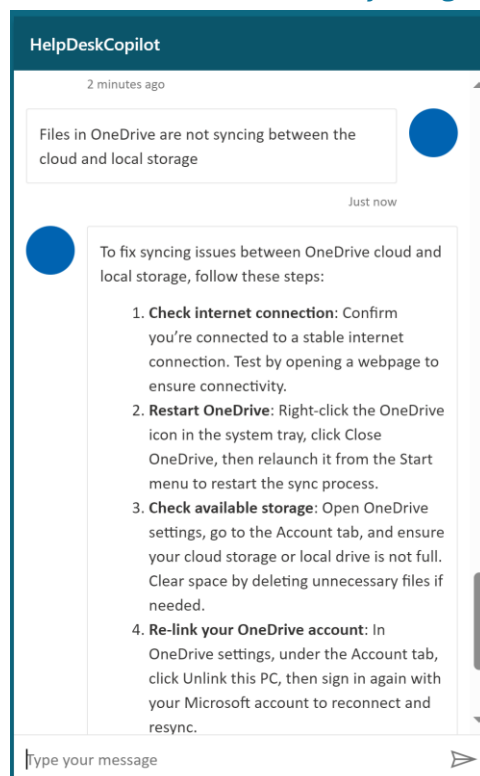 HelpDeskCopilot
2 minutes ago
Files in OneDrive are not syncing between the
cloud and local storage
Just now
To fix syncing issues between OneDrive cloud and
local storage, follow these steps:
1. Check internet connection: Confirm
you're connected to a stable internet
connection. Test by opening a webpage to
ensure connectivity.
2. Restart OneDrive: Right-click the OneDrive
icon in the system tray, click Close
OneDrive, then relaunch it from the Start
menu to restart the sync process.
3. Check available storage: Open OneDrive
settings, go to the Account tab, and ensure
your cloud storage or local drive is not full.
Clear space by deleting unnecessary files if
needed.
4. Re-link your OneDrive account: In
OneDrive settings, under the Account tab,
click Unlink this PC, then sign in again with
your Microsoft account to reconnect and
resync.
Type your message